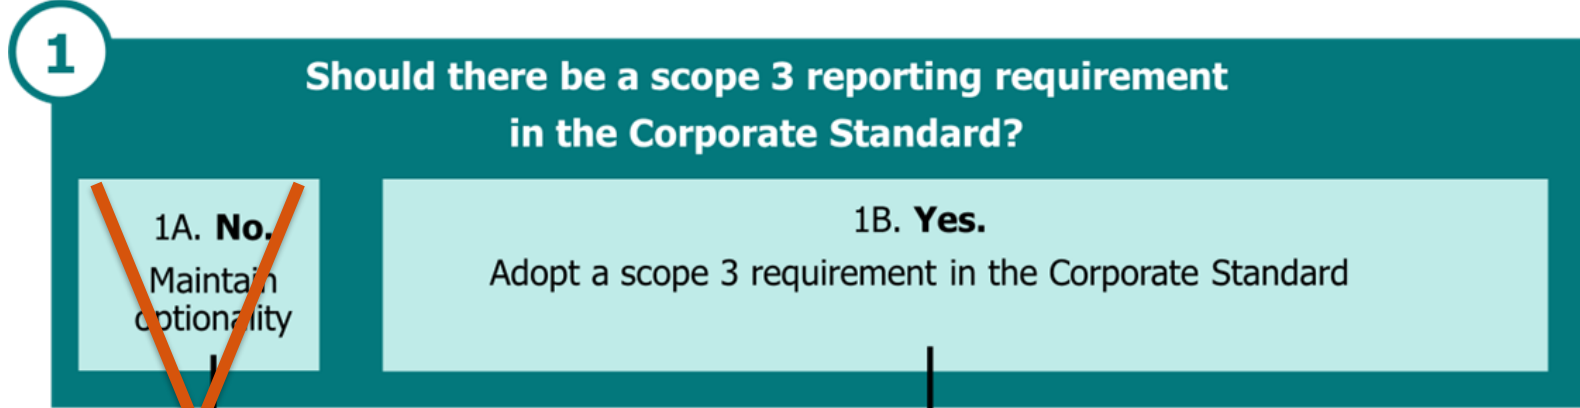 1
Should there be a scope 3 reporting requirement
in the Corporate Standard?
1A. No.
Maintain
optionality
1B. Yes.
Adopt a scope 3 requirement in the Corporate Standard